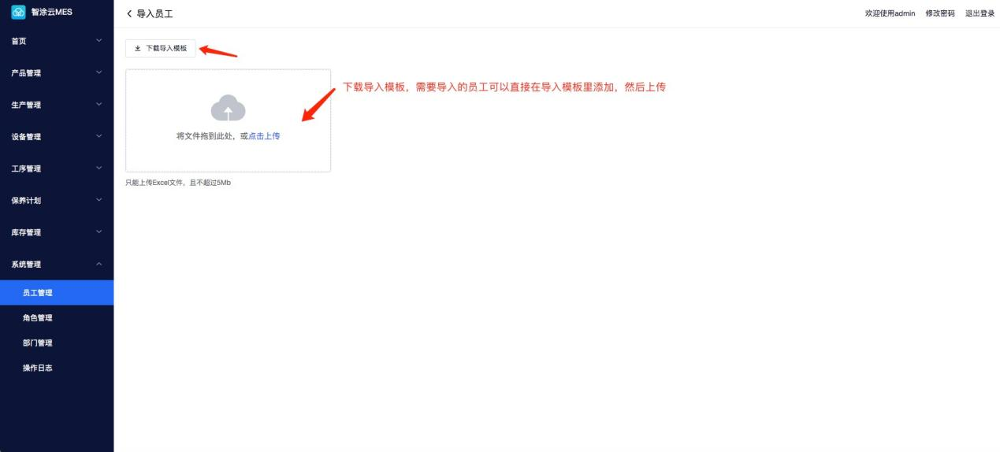 智涂云MES
导入员工
欢迎使用admin 修改密码 退出登录
首页
产品管理
生产管理
设备管理
工序管理
保养计划
库存管理
系统管理
员工管理
角色管理
部门管理
操作日志
下载导入模板
下载导入模板，需要导入的员工可以直接在导入模板里添加，然后上传
将文件拖到此处，或点击上传
只能上传Excel文件，且不超过5Mb